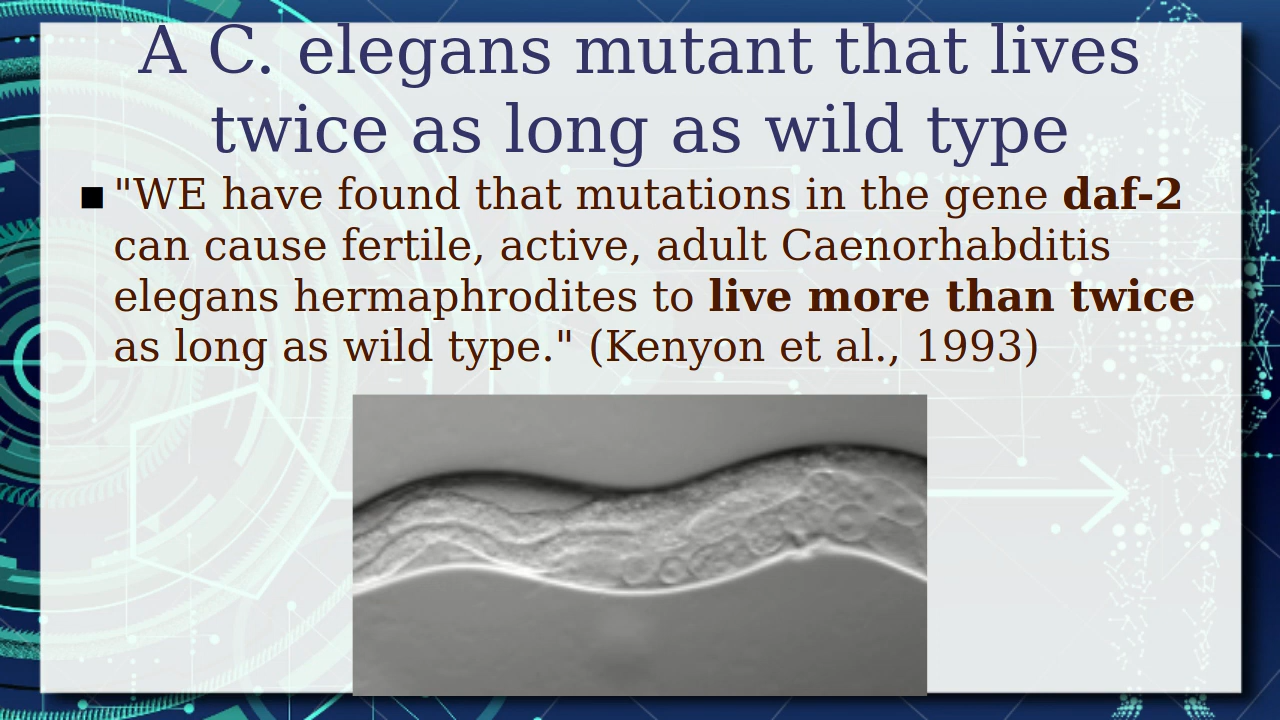 A C. elegans mutant that lives
twice as long as wild type
■ "WE have found that mutations in the gene daf-2
can cause fertile, active, adult Caenorhabditis
elegans hermaphrodites to live more than twice
as long as wild type." (Kenyon et al., 1993)